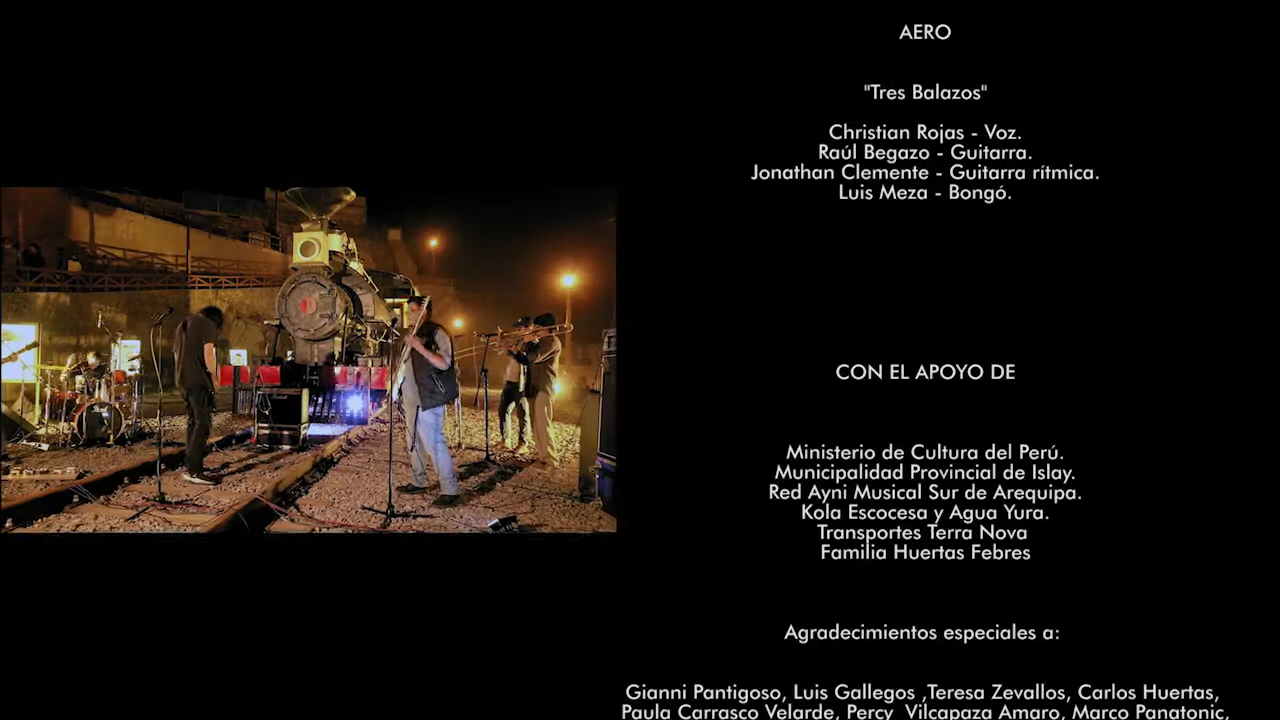 AERO
"Tres Balazos"
Christian Rojas - Voz.
Raúl Begazo - Guitarra.
Jonathan Clemente - Guitarra rítmica.
Luis Meza - Bongó.
CON EL APOYO DE
Ministerio de Cultura del Perú.
Municipalidad Provincial de Islay.
Red Ayni Musical Sur de Arequipa.
Kola Escocesa y Agua Yura.
Transportes Terra Nova
Familia Huertas Febres
Agradecimientos especiales a:
Gianni Pantigoso, Luis Gallegos ,Teresa Zevallos, Carlos Huertas,
Paula Carrasco Velarde, Percy  Vilcapaza Amaro, Marco Panatonic,